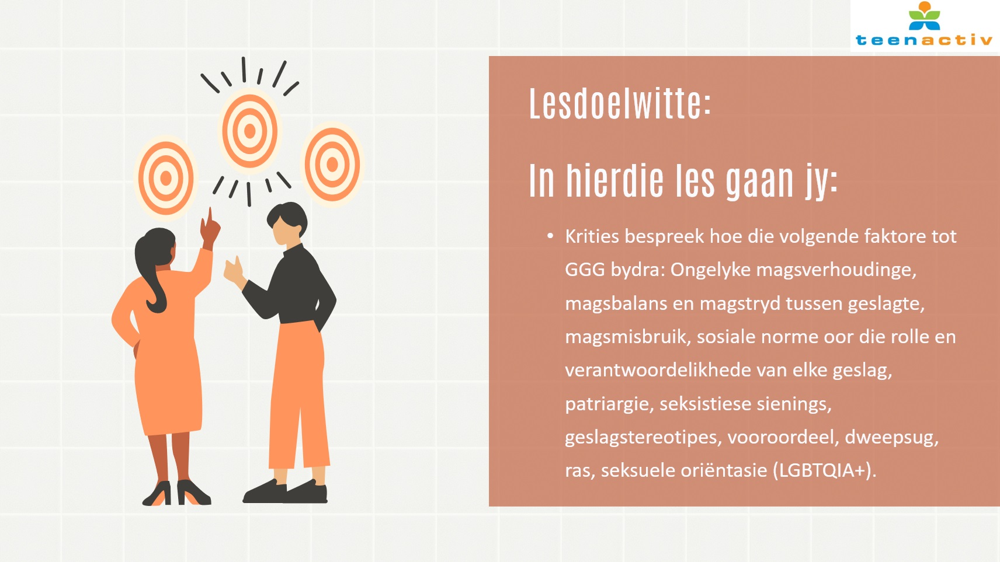 teenactiv
Lesdoelwitte:
In hierdie les gaan jy:
• Krities bespreek hoe die volgende faktore tot
GGG bydra: Ongelyke magsverhoudinge,
magsbalans en magstryd tussen geslagte,
magsmisbruik, sosiale norme oor die rolle en
verantwoordelikhede van elke geslag,
patriargie, seksistiese sienings,
geslagstereotipes, vooroordeel, dweepsug,
ras, seksuele oriëntasie (LGBTQIA+).